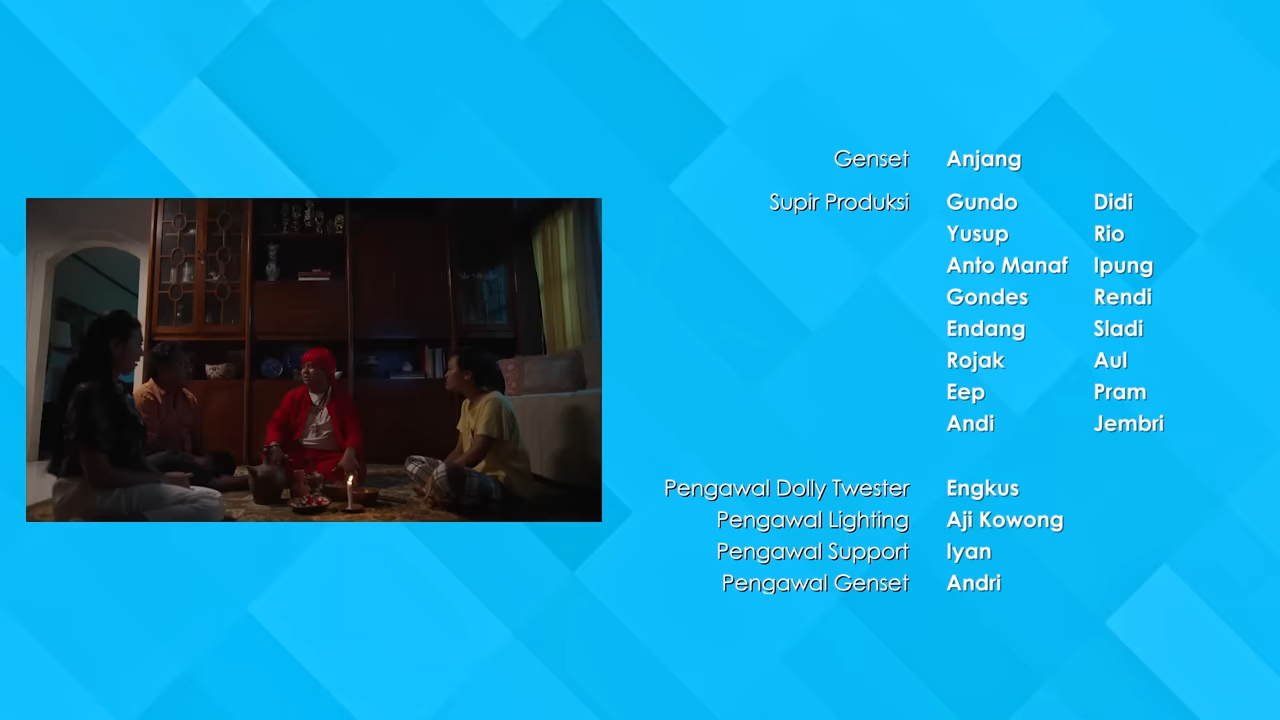 Genset Anjang
Supir Produksi Gundo Didi
Yusup Rio
Anto Manaf Ipung
Gondes Rendi
Endang Sladi
Rojak Aul
Eep Pram
Andi Jembri
Pengawal Dolly Twester Engkus
Pengawal Lighting Aji Kowong
Pengawal Support Iyan
Pengawal Genset Andri